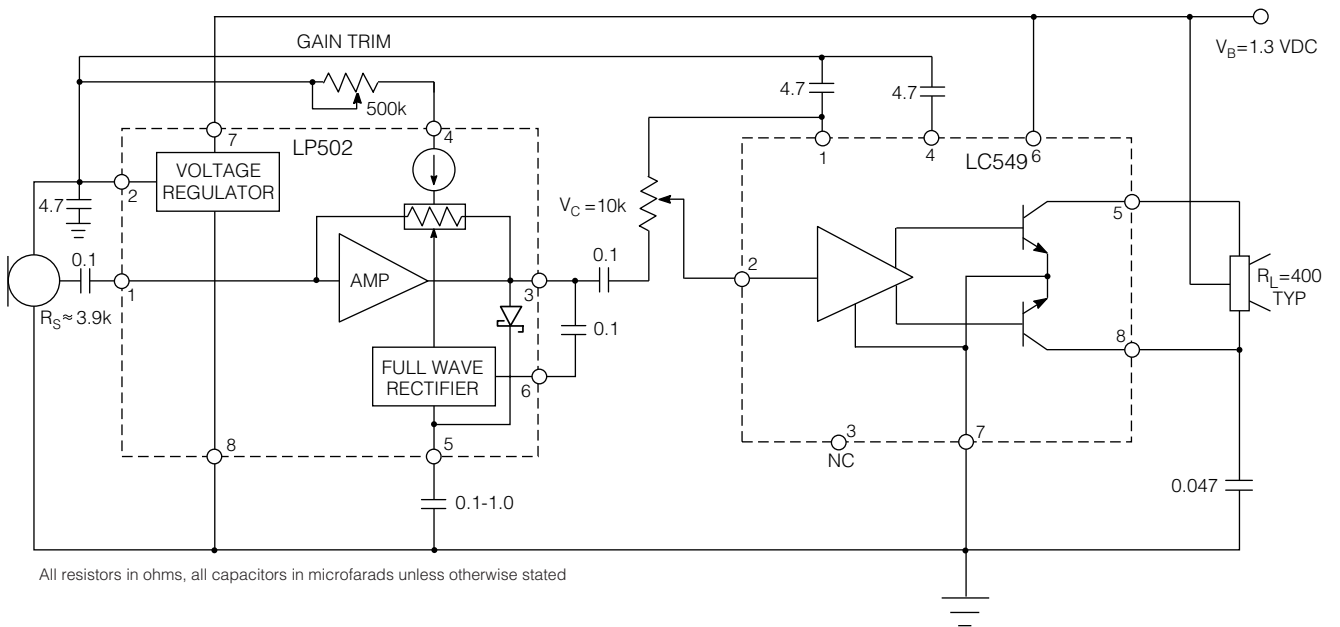 V_B=1.3 VDC
GAIN TRIM
500k
4.7
4.7
7
LP502
4
VOLTAGE
REGULATOR
2
4.7
0.1
1
R_S≈3.9k
AMP
3
0.1
0.1
FULL WAVE
RECTIFIER
6
8
5
0.1-1.0
V_C=10k
1
4
LC549
6
2
5
R_L=400
TYP
8
3
NC
7
0.047
All resistors in ohms, all capacitors in microfarads unless otherwise stated